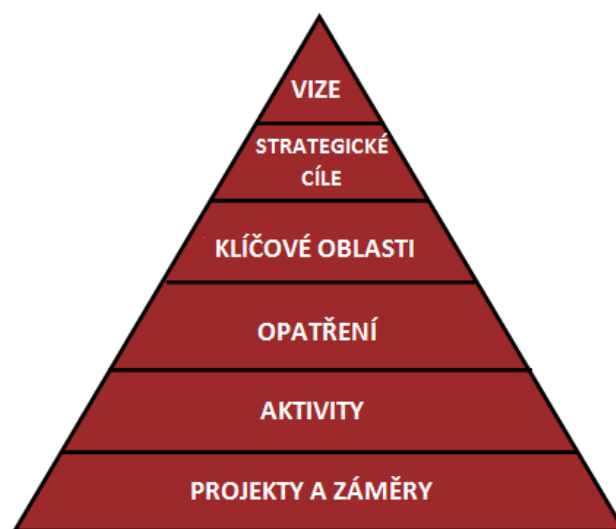 VIZE
STRATEGICKÉ
CÍLE
KLÍČOVÉ OBLASTI
OPATŘENÍ
AKTIVITY
PROJEKTY A ZÁMĚRY